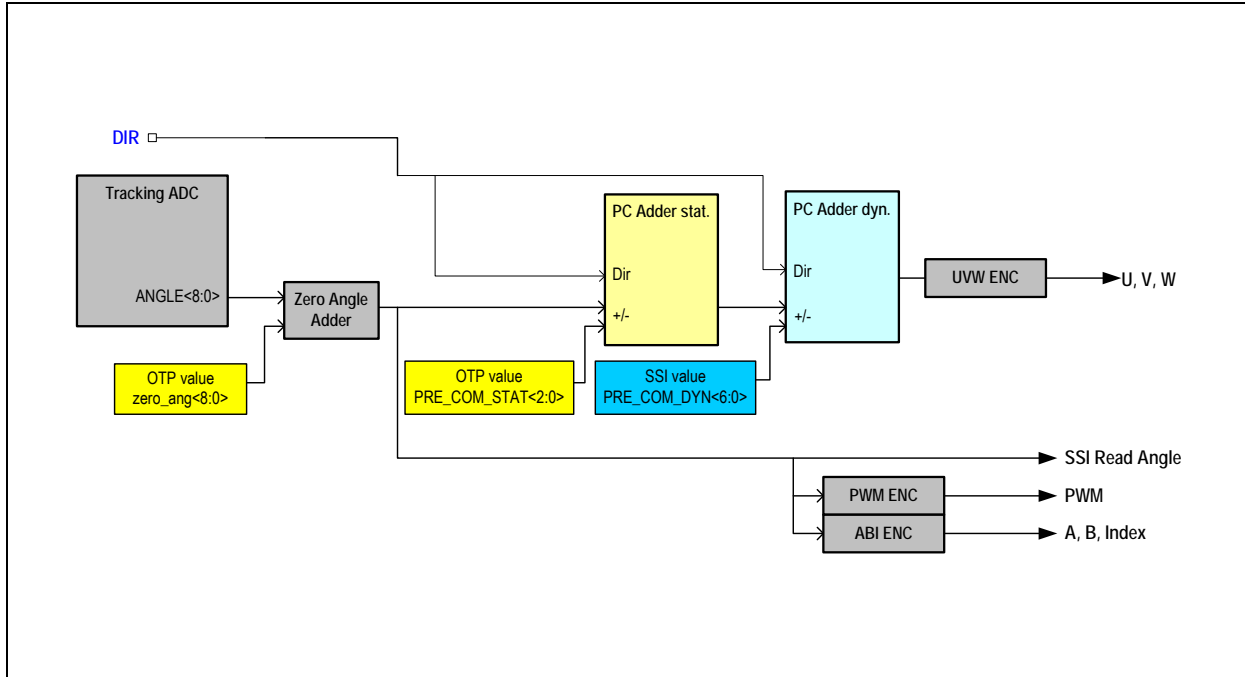 DIR
Tracking ADC
ANGLE<8:0>
Zero Angle
Adder
OTP value
zero_ang<8:0>
PC Adder stat.
Dir
+/-
OTP value
PRE_COM_STAT<2:0>
PC Adder dyn.
Dir
+/-
SSI value
PRE_COM_DYN<6:0>
UVW ENC
U, V, W
SSI Read Angle
PWM ENC
PWM
ABI ENC
A, B, Index